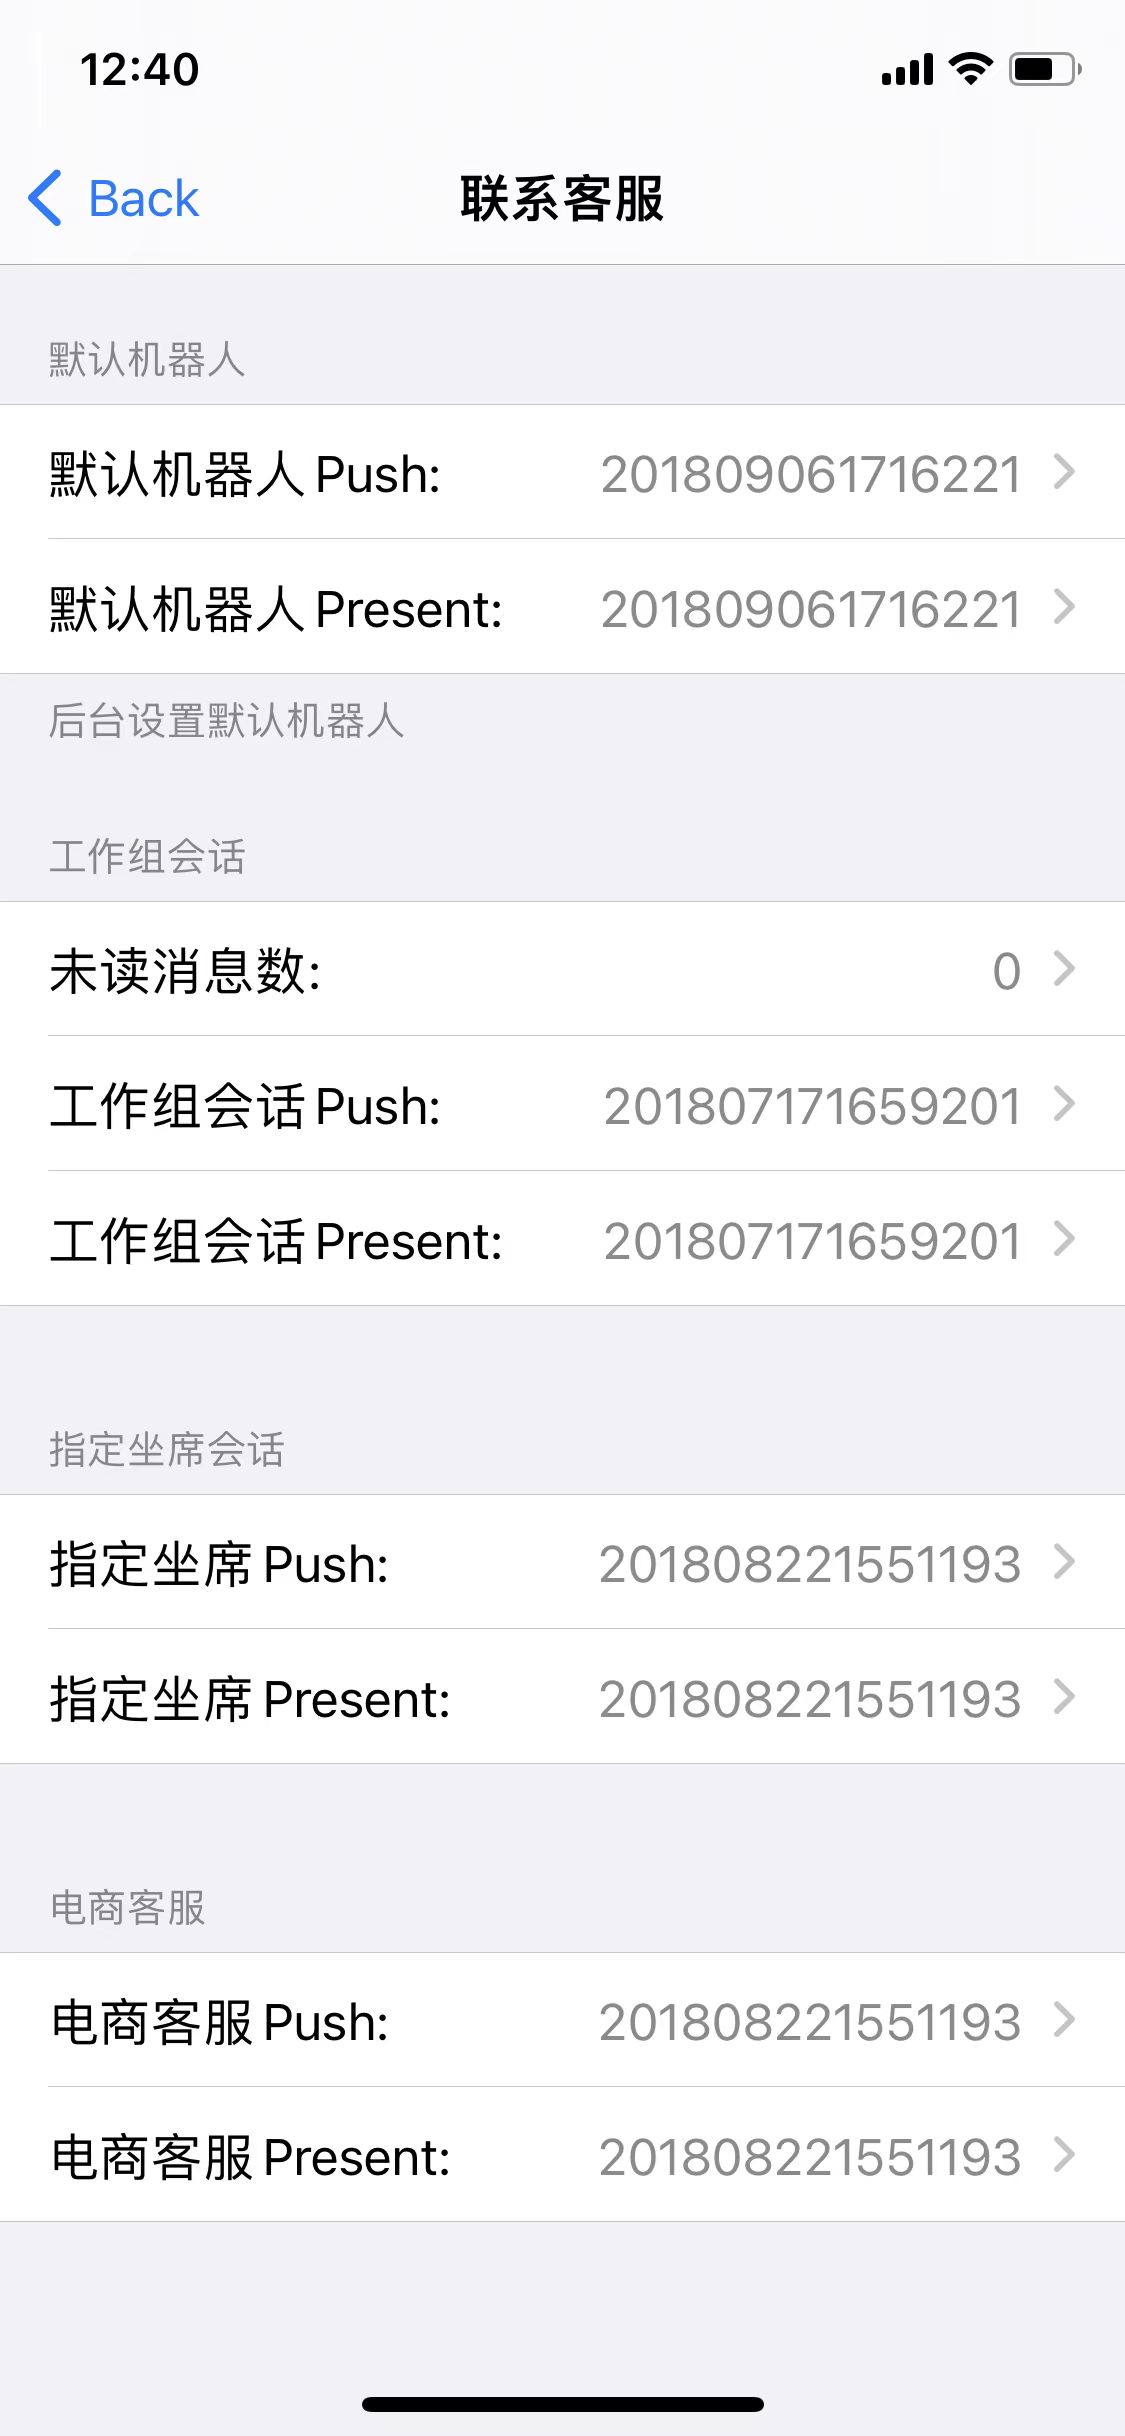 12:40
Back
联系客服
默认机器人
默认机器人Push: 201809061716221
默认机器人Present: 201809061716221
后台设置默认机器人
工作组会话
未读消息数: 0
工作组会话Push: 201807171659201
工作组会话Present: 201807171659201
指定坐席会话
指定坐席Push: 201808221551193
指定坐席Present: 201808221551193
电商客服
电商客服Push: 201808221551193
电商客服Present: 201808221551193